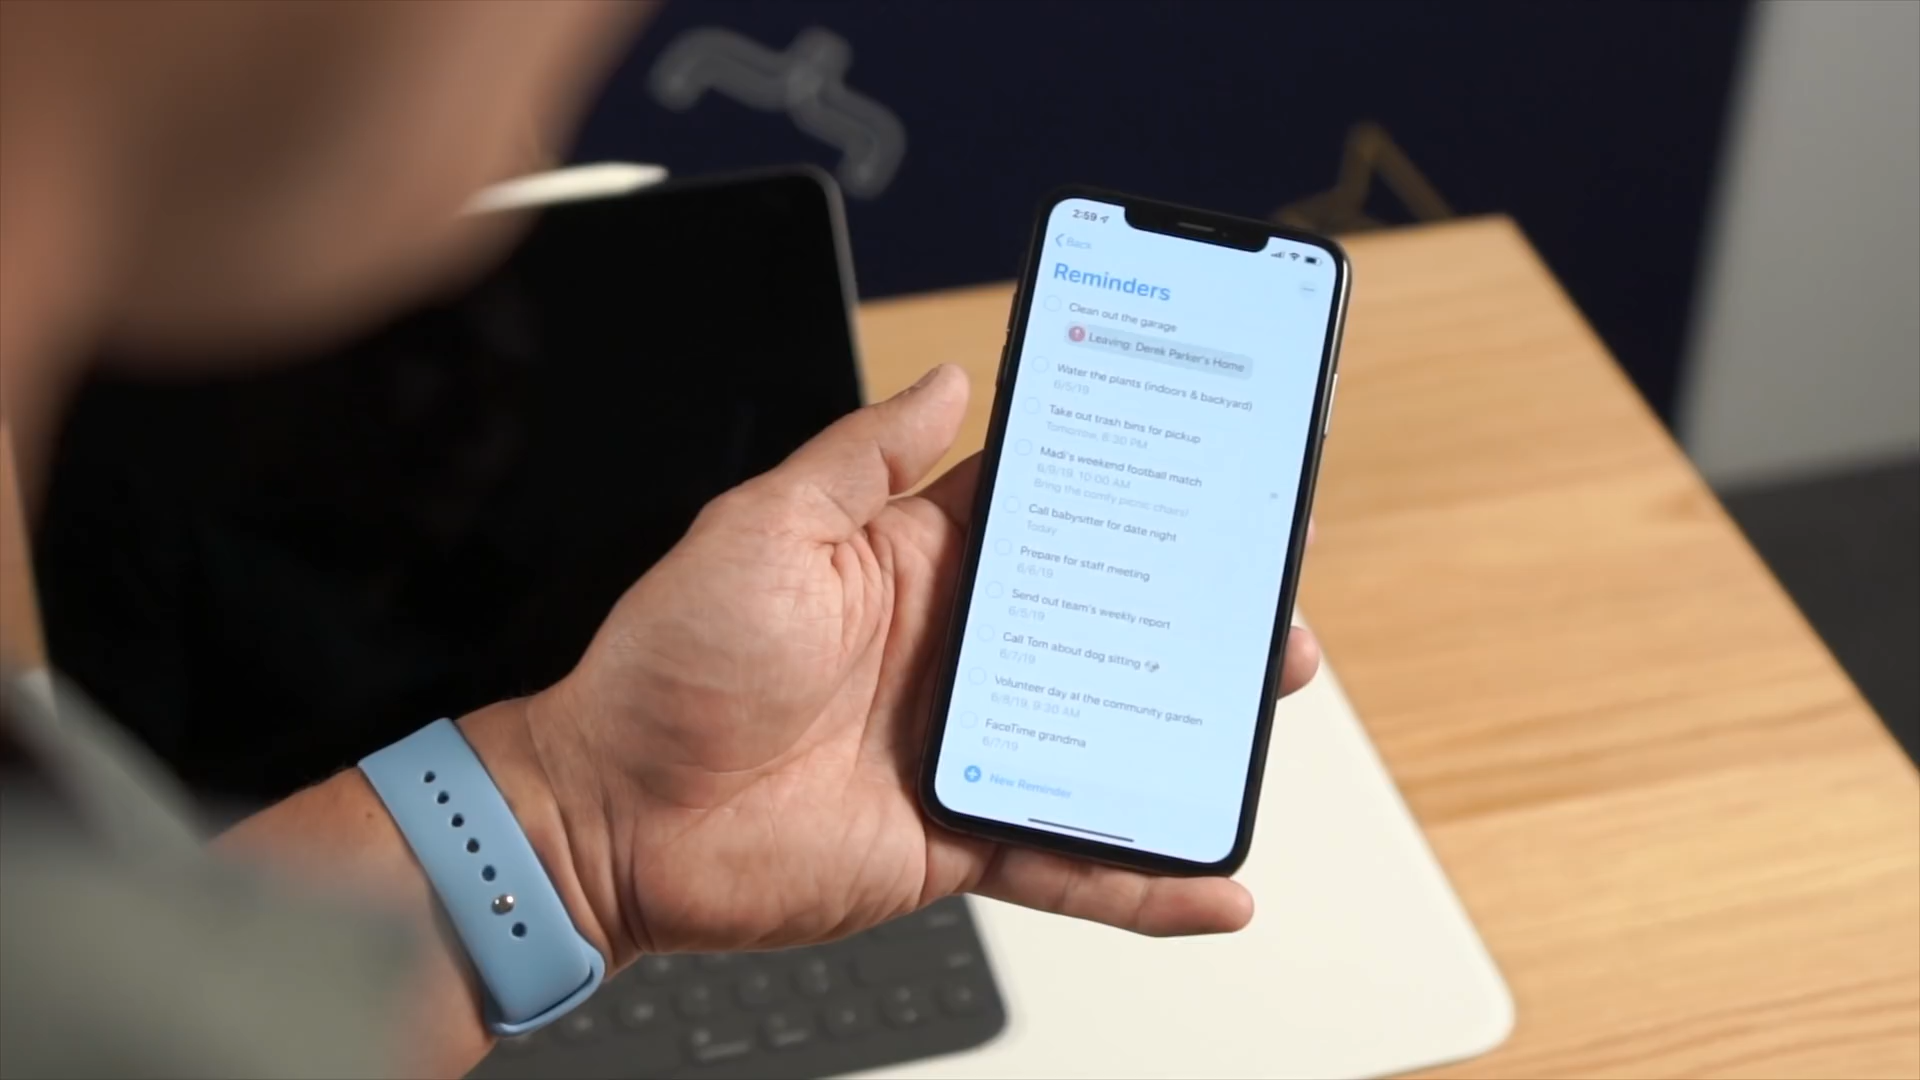 2:59
Back
Reminders
Clean out the garage
Leaving: Derek Parker's Home
Water the plants (indoors & backyard)
6/5/19
Take out trash bins for pickup
Tomorrow, 8:30 PM
Madi's weekend football match
6/9/19, 10:00 AM
Bring the comfy picnic chairs!
Call babysitter for date night
Today
Prepare for staff meeting
6/6/19
Send out team's weekly report
6/5/19
Call Tom about dog sitting
6/7/19
Volunteer day at the community garden
6/8/19, 9:30 AM
FaceTime grandma
6/7/19
New Reminder